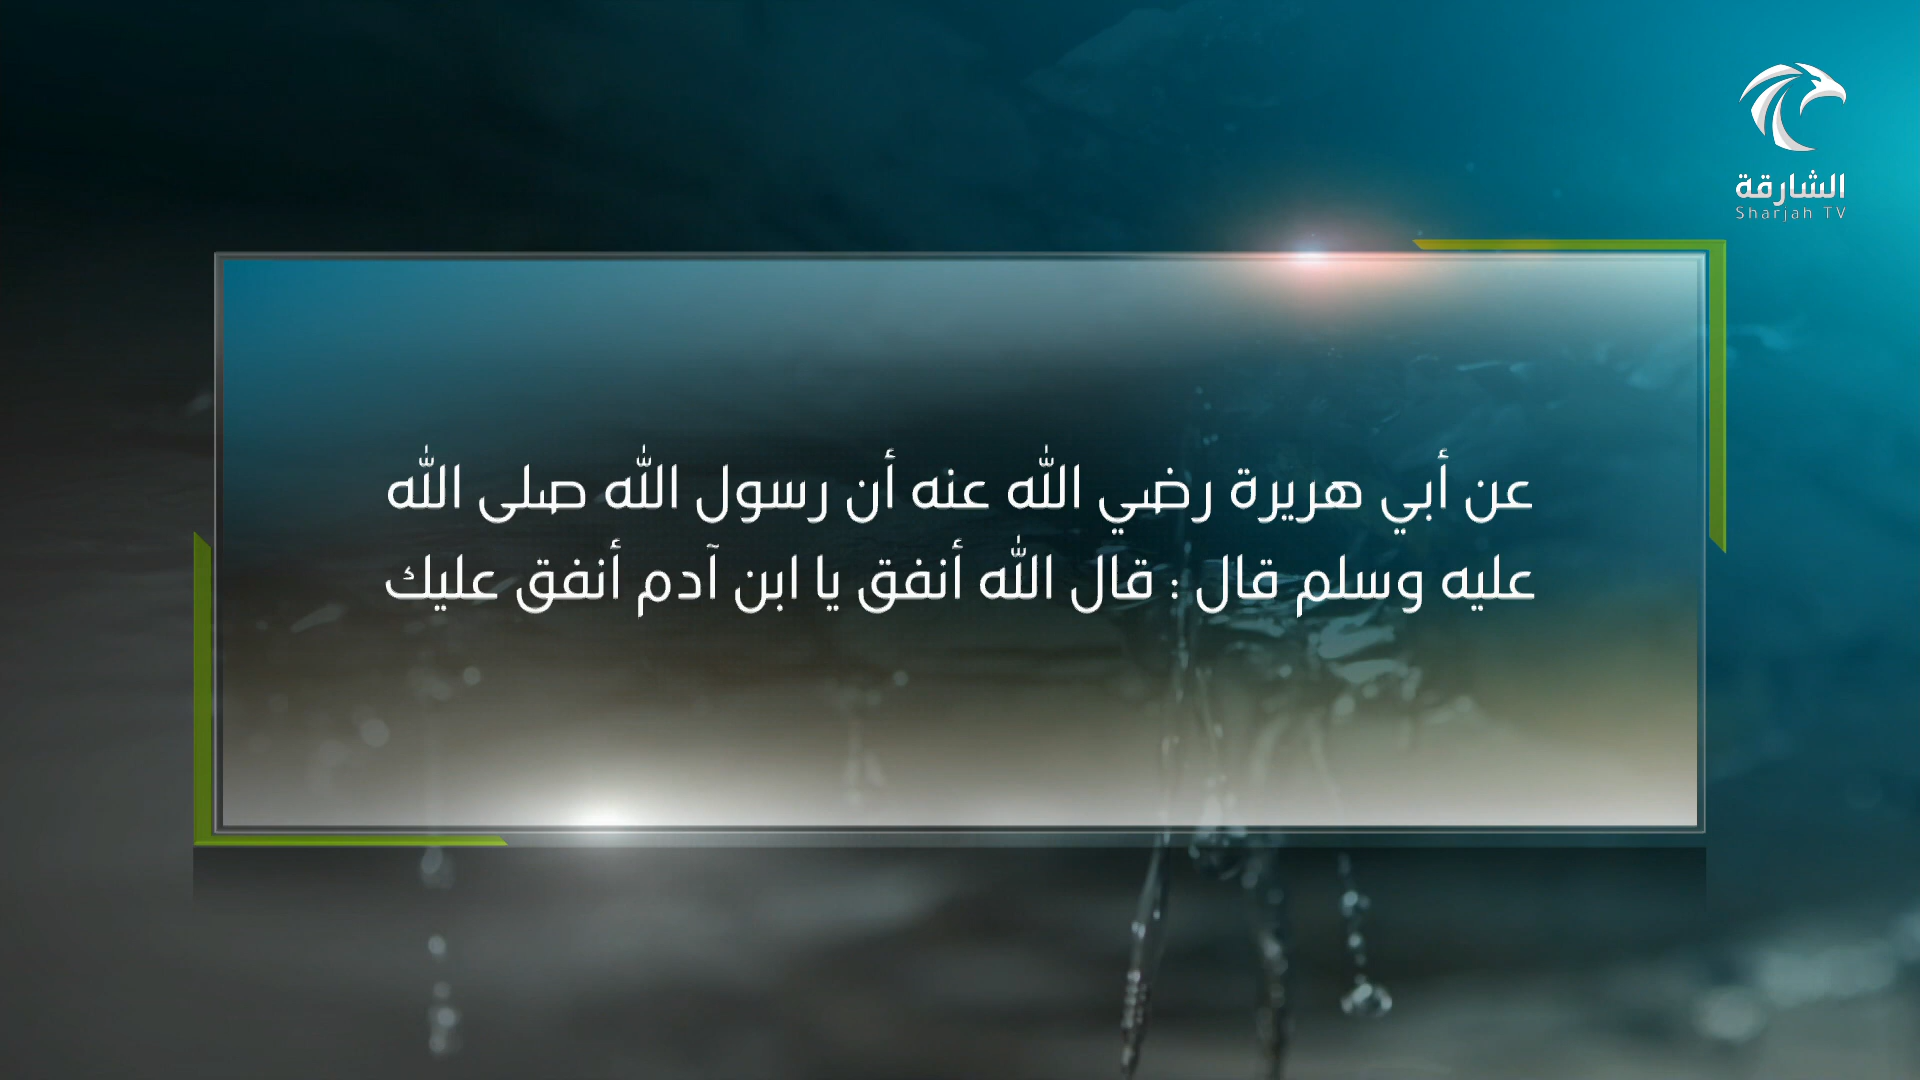 الشارقة
Sharjah TV
عن أبي هريرة رضي الله عنه أن رسول الله صلى الله
عليه وسلم قال : قال الله أنفق يا ابن آدم أنفق عليك